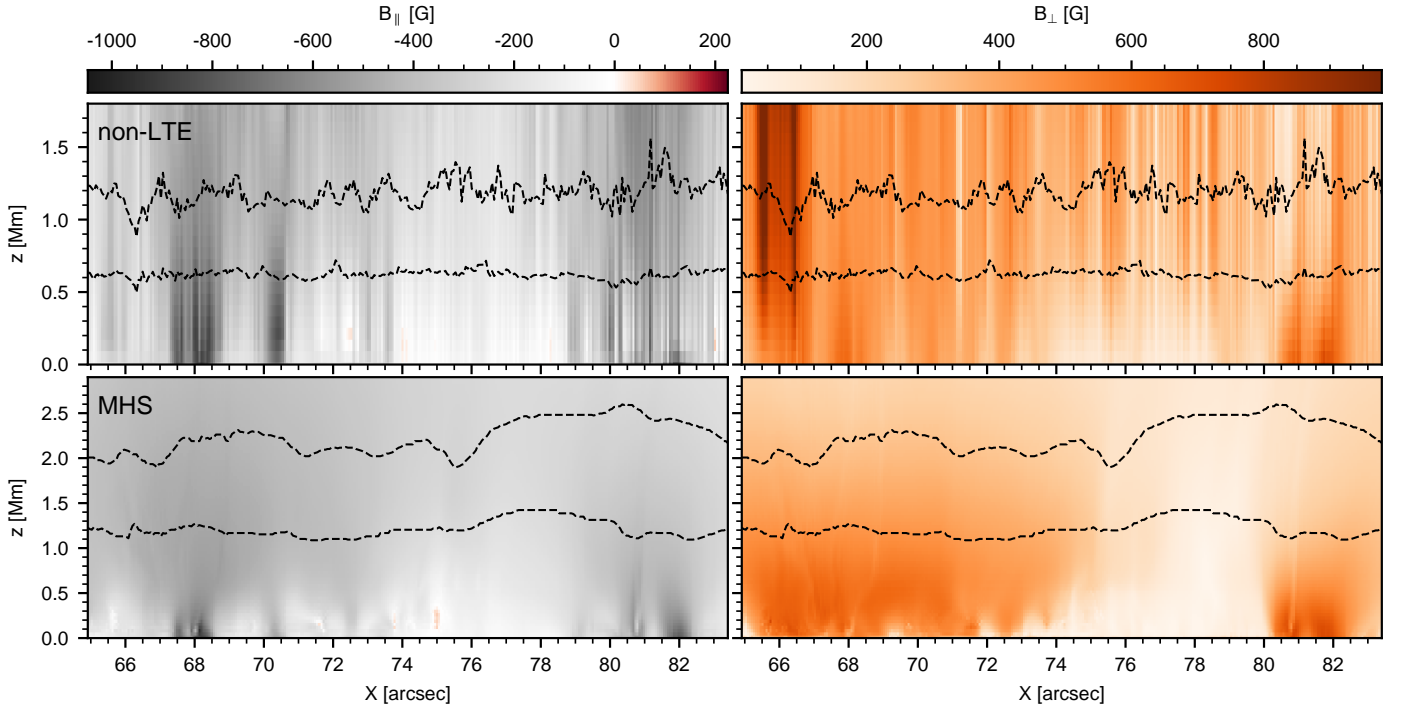 B∥ [G] B⊥ [G]
-1000 -800 -600 -400 -200 0 200 200 400 600 800
non-LTE
1.5
1.0
0.5
0.0
z [Mm]
MHS
2.5
2.0
1.5
1.0
0.5
0.0
z [Mm]
66 68 70 72 74 76 78 80 82 66 68 70 72 74 76 78 80 82
X [arcsec] X [arcsec]